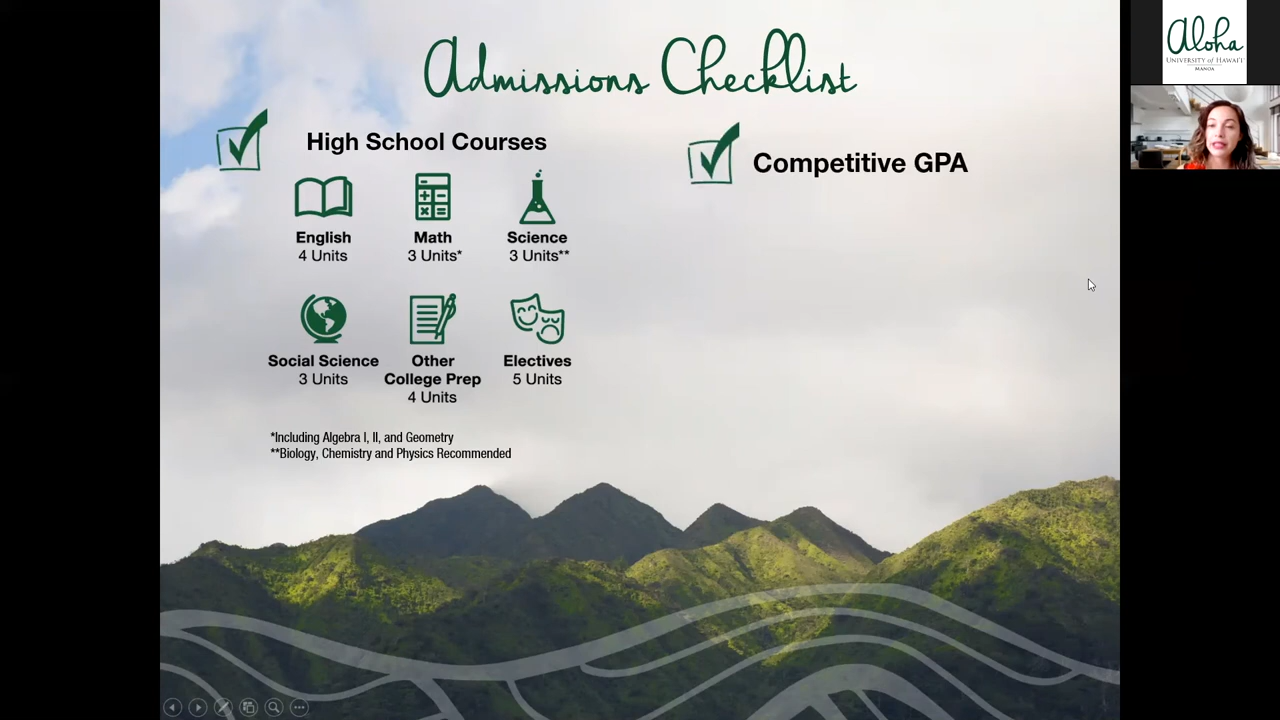 Admissions Checklist
High School Courses
English
4 Units
Math
3 Units*
Science
3 Units**
Social Science
3 Units
Other
College Prep
4 Units
Electives
5 Units
*Including Algebra I, II, and Geometry
**Biology, Chemistry and Physics Recommended
Competitive GPA
aloha
UNIVERSITY of HAWAI'I
MĀNOA